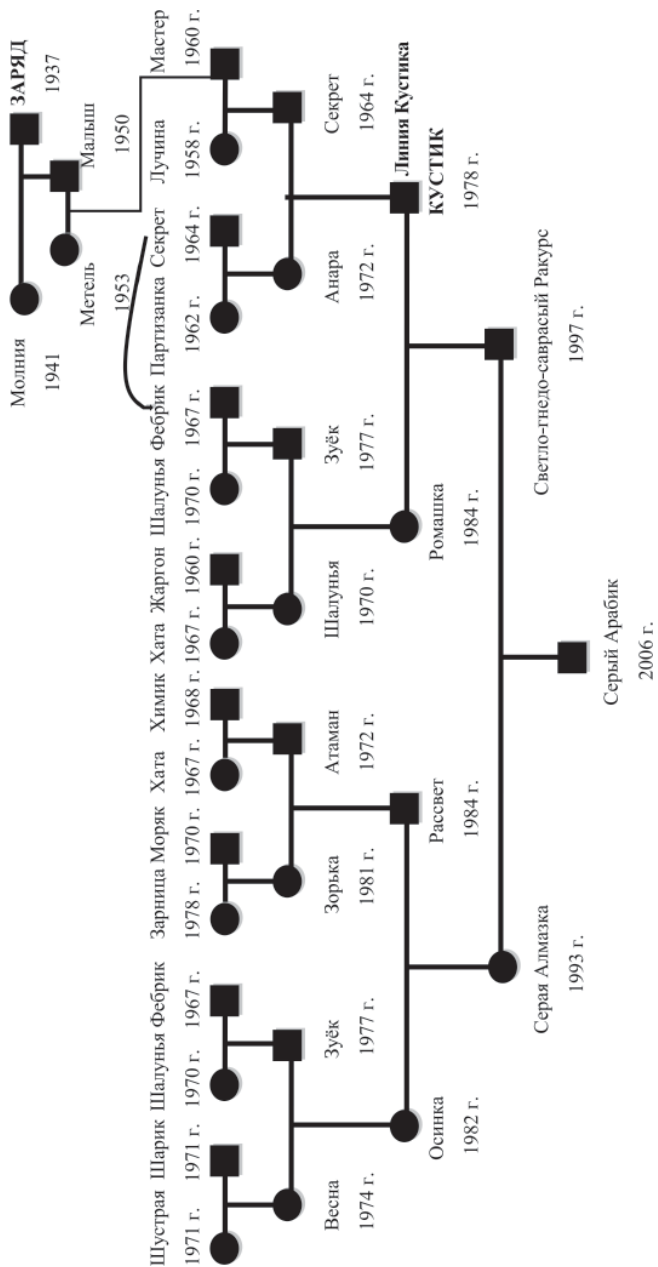 Молния
1941
ЗАРЯД
1937
Метель
1953
Малыш
1950
Шустрая Шарик Шалунья Фебрик Зарница Моряк Хата Химик Хата Жаргон Шалунья Фебрик Партизанка Секрет Лучина Мастер
1971 г. 1971 г. 1970 г. 1967 г. 1978 г. 1970 г. 1967 г. 1968 г. 1967 г. 1960 г. 1970 г. 1967 г. 1962 г. 1964 г. 1958 г. 1960 г.
Весна Зуёк Зорька Атаман Шалунья Зуёк Анара Секрет
1974 г. 1977 г. 1981 г. 1972 г. 1970 г. 1977 г. 1972 г. 1964 г.
Линия Кустика
Осинка Рассвет Ромашка КУСТИК
1982 г. 1984 г. 1984 г. 1978 г.
Серая Алмазка Светло-гнедо-саврасый Ракурс
1993 г. 1997 г.
Серый Арабик
2006 г.